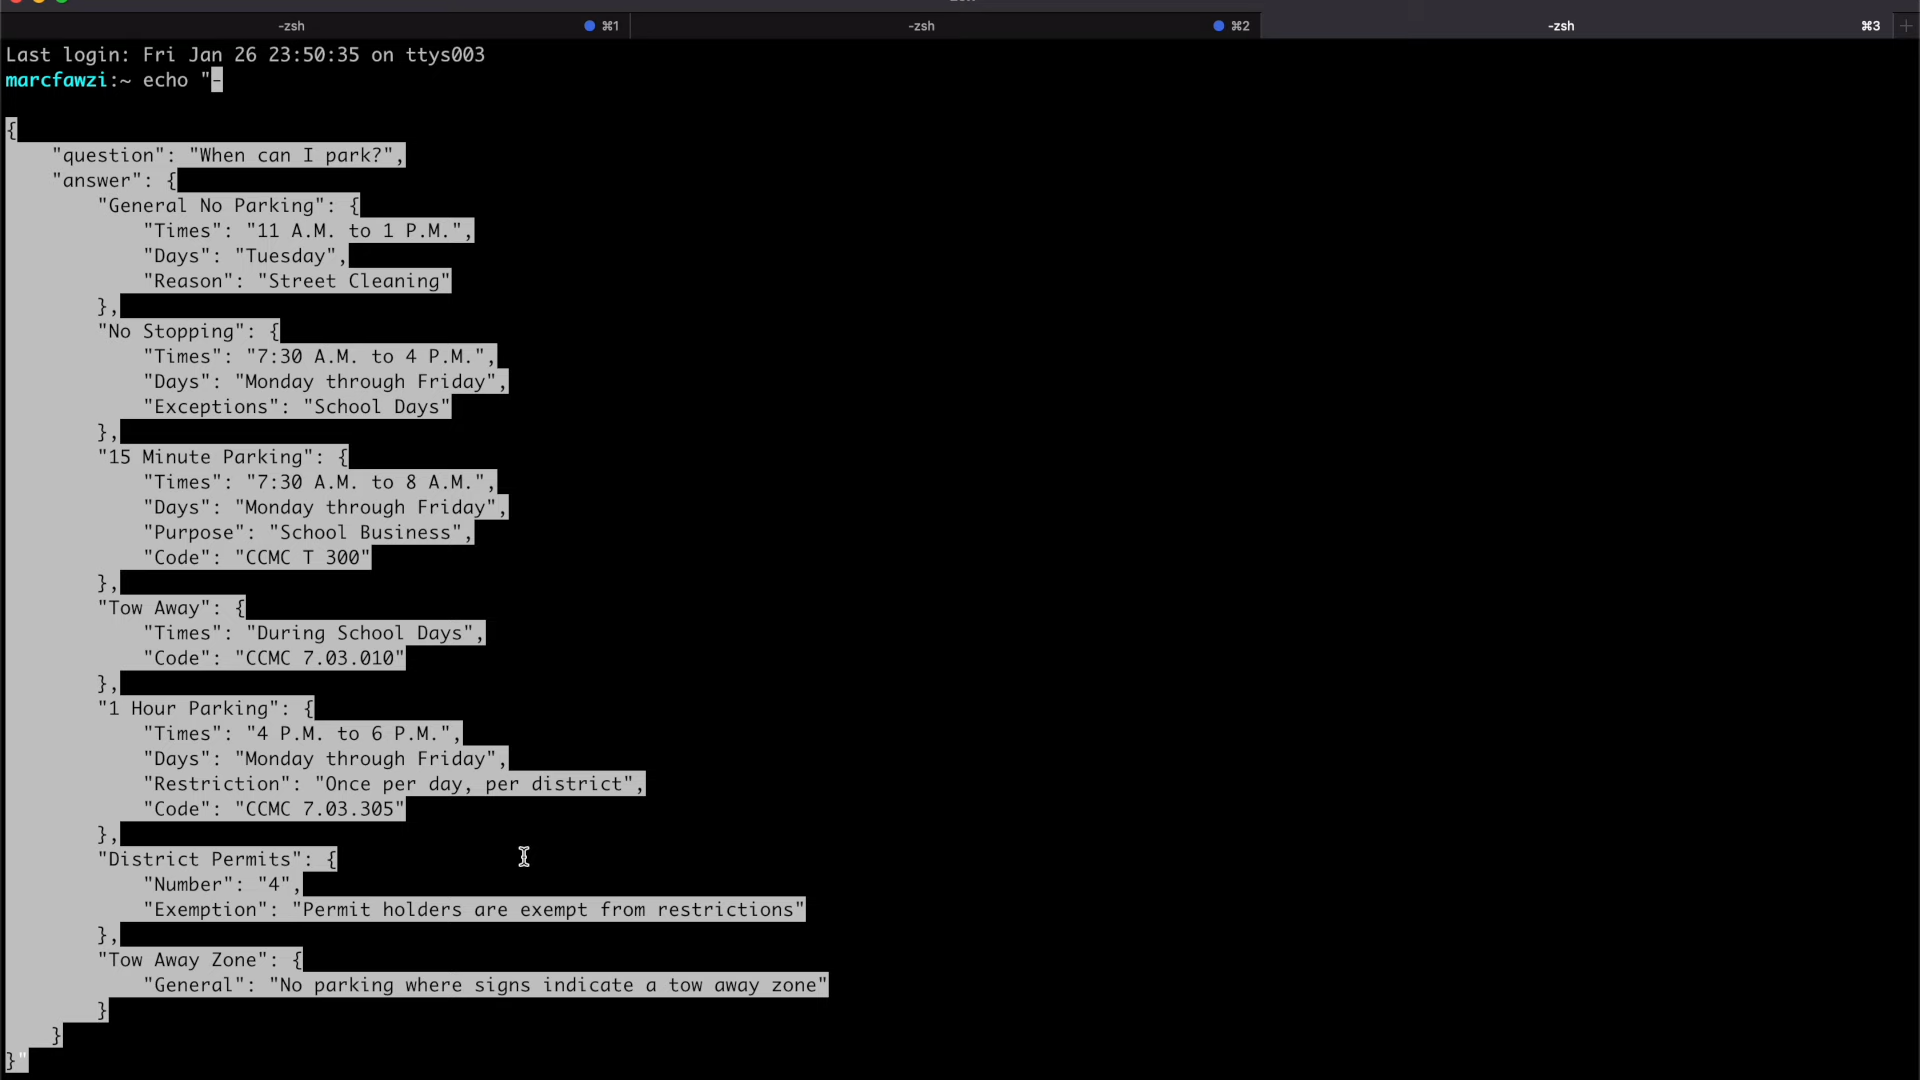 -zsh ⌘1 -zsh ⌘2 -zsh ⌘3
Last login: Fri Jan 26 23:50:35 on ttys003
marcfawzi:~ echo "-
{
    "question": "When can I park?",
    "answer": {
        "General No Parking": {
            "Times": "11 A.M. to 1 P.M.",
            "Days": "Tuesday",
            "Reason": "Street Cleaning"
        },
        "No Stopping": {
            "Times": "7:30 A.M. to 4 P.M.",
            "Days": "Monday through Friday",
            "Exceptions": "School Days"
        },
        "15 Minute Parking": {
            "Times": "7:30 A.M. to 8 A.M.",
            "Days": "Monday through Friday",
            "Purpose": "School Business",
            "Code": "CCMC T 300"
        },
        "Tow Away": {
            "Times": "During School Days",
            "Code": "CCMC 7.03.010"
        },
        "1 Hour Parking": {
            "Times": "4 P.M. to 6 P.M.",
            "Days": "Monday through Friday",
            "Restriction": "Once per day, per district",
            "Code": "CCMC 7.03.305"
        },
        "District Permits": {
            "Number": "4",
            "Exemption": "Permit holders are exempt from restrictions"
        },
        "Tow Away Zone": {
            "General": "No parking where signs indicate a tow away zone"
        }
    }
}"